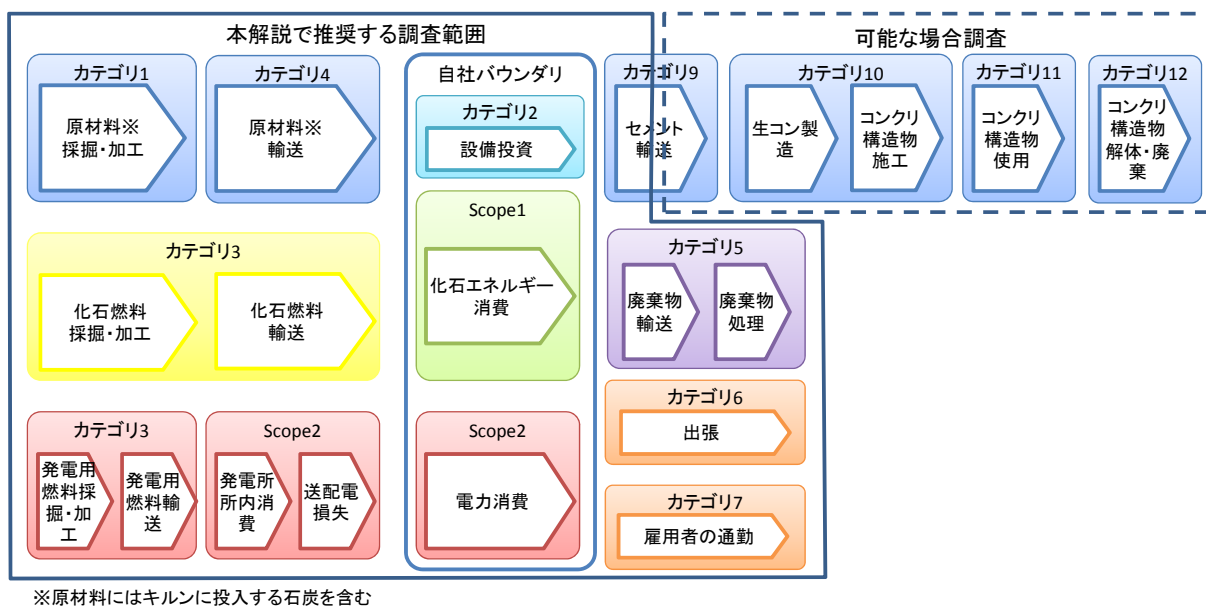 本解説で推奨する調査範囲
可能な場合調査
カテゴリ1
原材料※
採掘・加工
カテゴリ4
原材料※
輸送
自社バウンダリ
カテゴリ2
設備投資
カテゴリ9
セメント
輸送
カテゴリ10
生コン製
造
コンクリ
構造物
施工
カテゴリ11
コンクリ
構造物
使用
カテゴリ12
コンクリ
構造物
解体・廃
棄
カテゴリ3
化石燃料
採掘・加工
化石燃料
輸送
Scope1
化石エネルギー
消費
カテゴリ5
廃棄物
輸送
廃棄物
処理
カテゴリ6
出張
カテゴリ3
発電用
燃料採
掘・加
工
発電用
燃料輸
送
Scope2
発電所
所内消
費
送配電
損失
Scope2
電力消費
カテゴリ7
雇用者の通勤
※原材料にはキルンに投入する石炭を含む